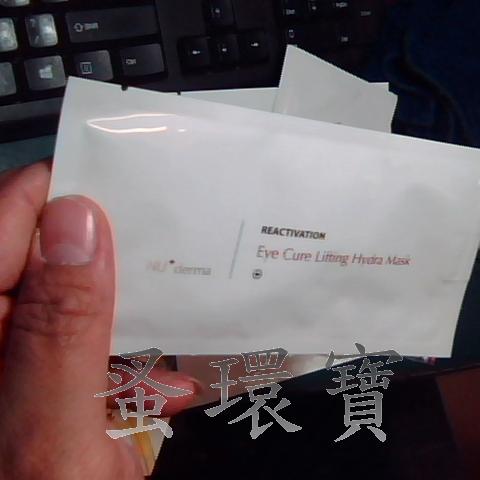 REACTIVATION
Eye Cure Lifting Hydra Mask
NU+derma
蚤環寶